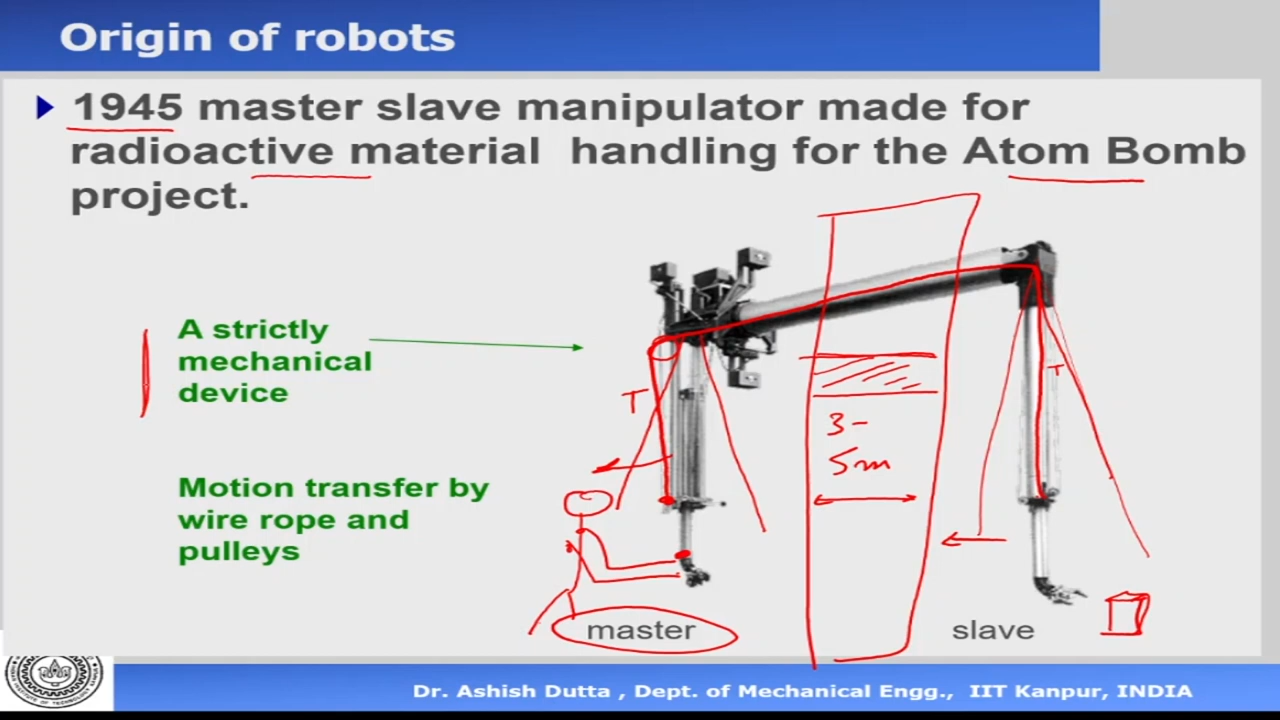 Origin of robots
1945 master slave manipulator made for
radioactive material handling for the Atom Bomb
project.
A strictly
mechanical
device
Motion transfer by
wire rope and
pulleys
T
T
3-
5m
master
slave
Dr. Ashish Dutta , Dept. of Mechanical Engg., IIT Kanpur, INDIA